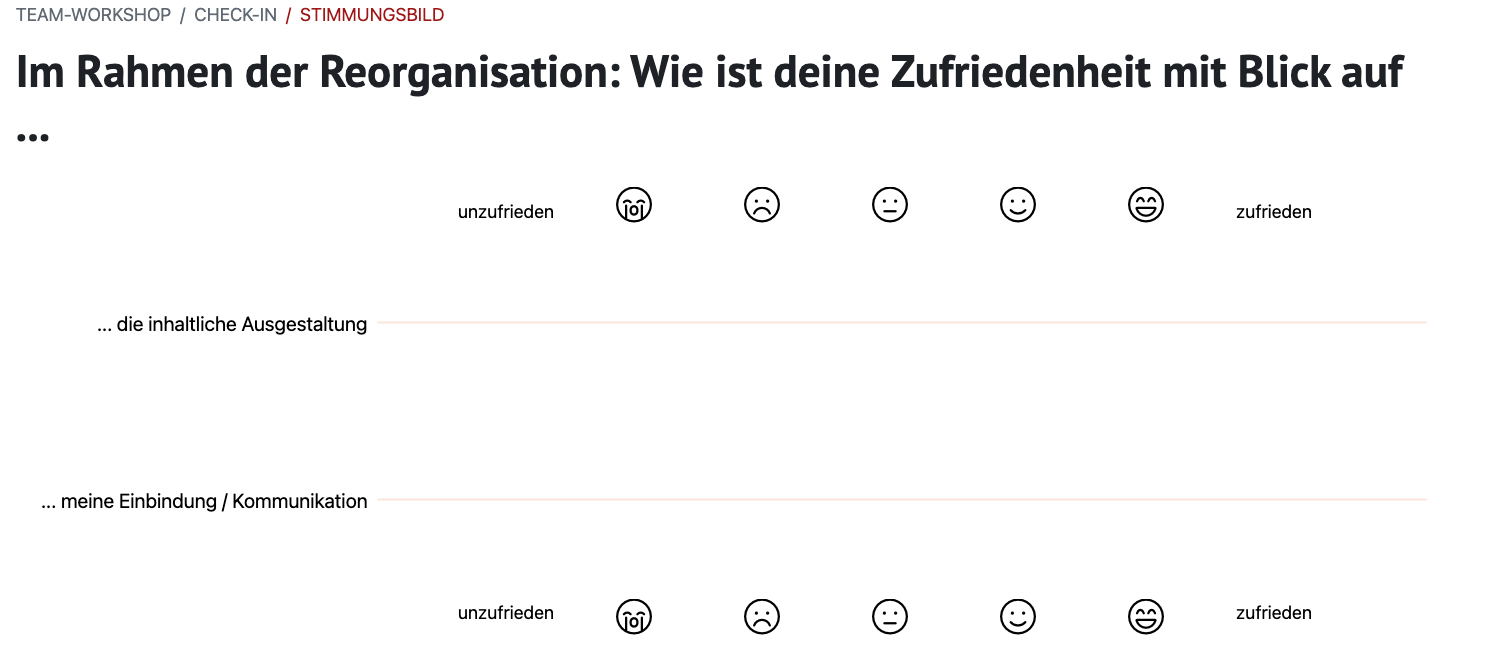 TEAM-WORKSHOP / CHECK-IN / STIMMUNGSBILD
Im Rahmen der Reorganisation: Wie ist deine Zufriedenheit mit Blick auf
...
unzufrieden zufrieden
... die inhaltliche Ausgestaltung
... meine Einbindung / Kommunikation
unzufrieden zufrieden